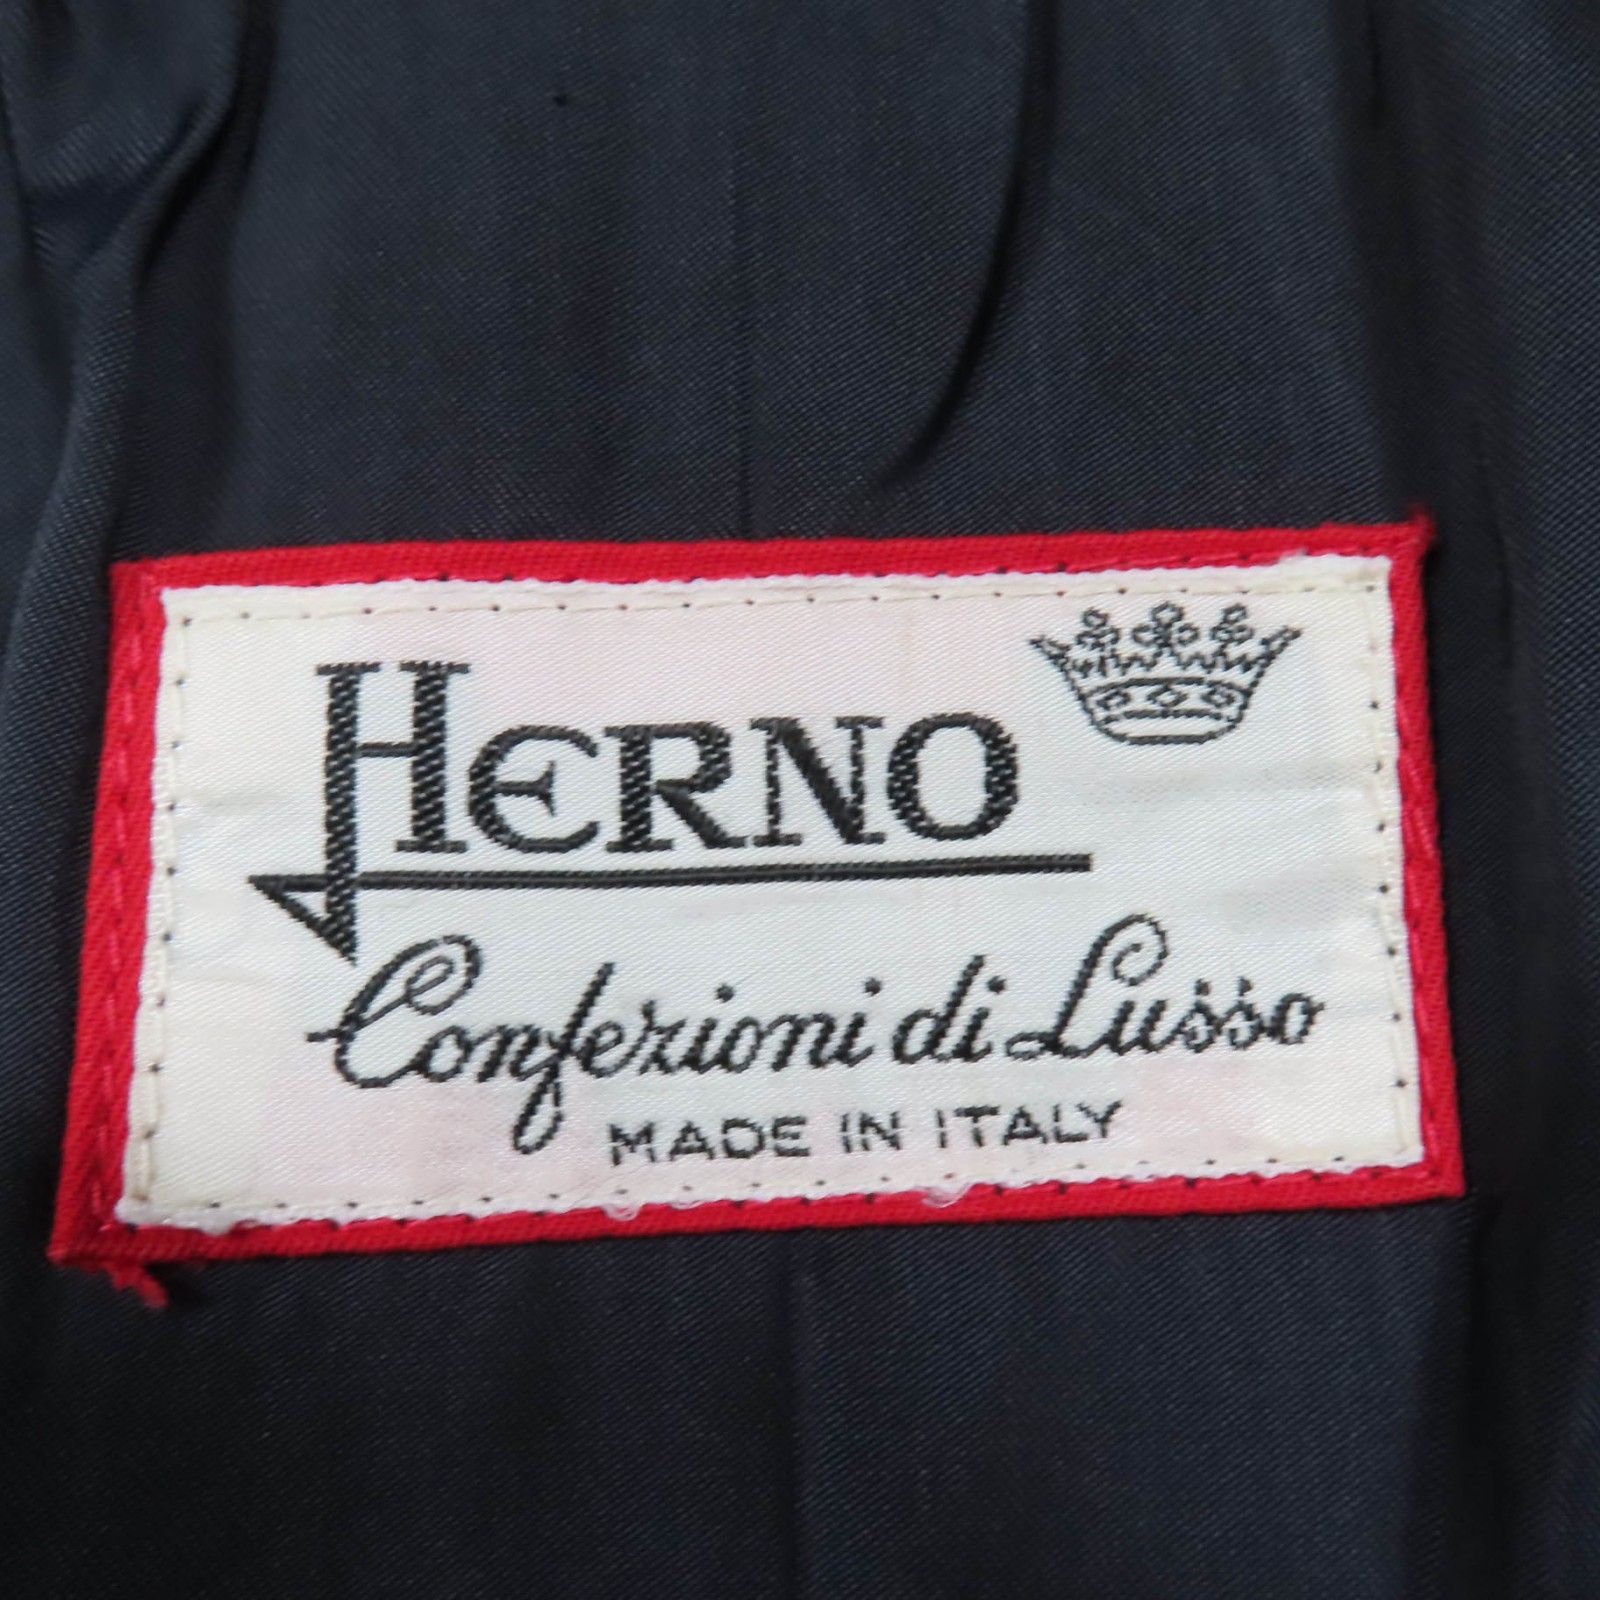 HERNO
Confezioni di Lusso
MADE IN ITALY